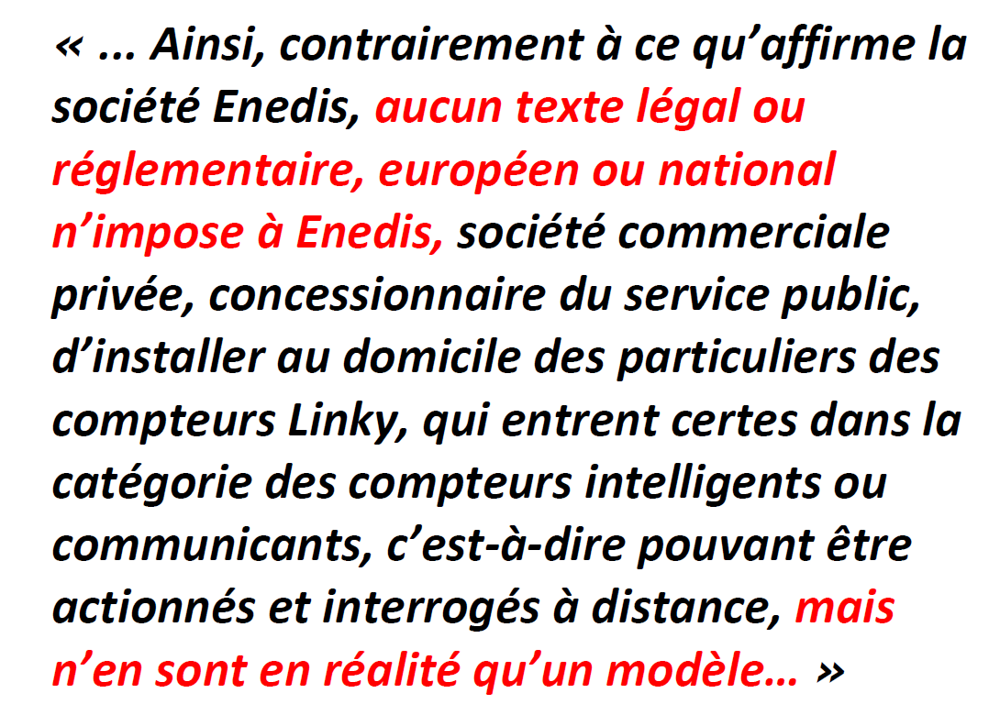 « ... Ainsi, contrairement à ce qu’affirme la
société Enedis, aucun texte légal ou
réglementaire, européen ou national
n’impose à Enedis, société commerciale
privée, concessionnaire du service public,
d’installer au domicile des particuliers des
compteurs Linky, qui entrent certes dans la
catégorie des compteurs intelligents ou
communicants, c’est-à-dire pouvant être
actionnés et interrogés à distance, mais
n’en sont en réalité qu’un modèle… »